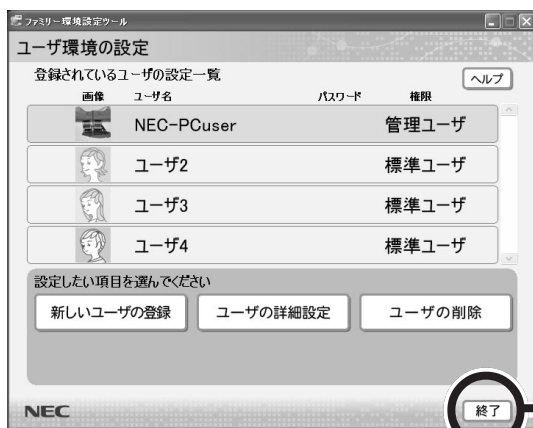 ファミリー環境設定ツール
ユーザ環境の設定
登録されているユーザの設定一覧
ヘルプ
画像 ユーザ名 パスワード 権限
NEC-PCuser 管理ユーザ
ユーザ2 標準ユーザ
ユーザ3 標準ユーザ
ユーザ4 標準ユーザ
設定したい項目を選んでください
新しいユーザの登録 ユーザの詳細設定 ユーザの削除
NEC 終了